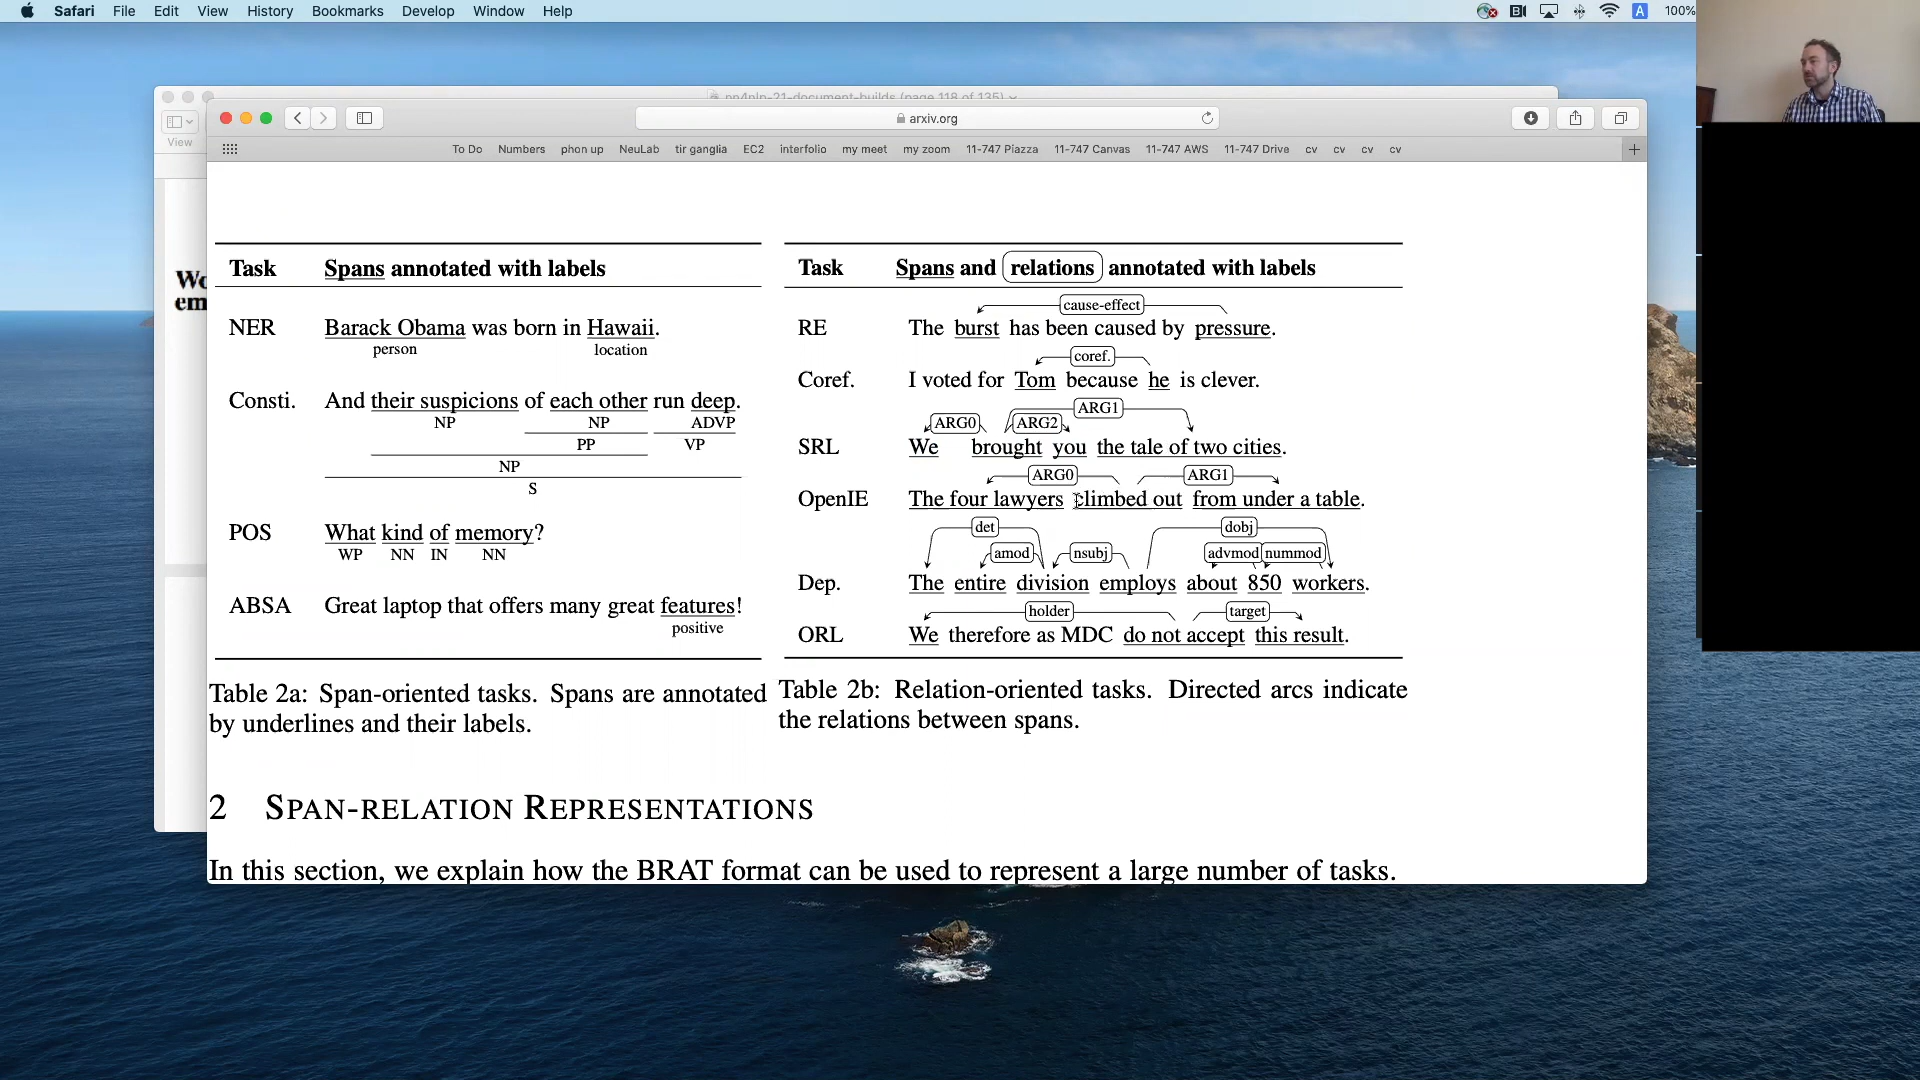 Safari File Edit View History Bookmarks Develop Window Help
A 100%
nn4nlp-21-document-builds (page 118 of 135)
arxiv.org
View
To Do Numbers phon up NeuLab tir ganglia EC2 interfolio my meet my zoom 11-747 Piazza 11-747 Canvas 11-747 AWS 11-747 Drive cv cv cv cv
Wo
em
Task Spans annotated with labels
NER Barack Obama was born in Hawaii.
person location
Consti. And their suspicions of each other run deep.
NP NP ADVP
PP VP
NP
S
POS What kind of memory?
WP NN IN NN
ABSA Great laptop that offers many great features!
positive
Table 2a: Span-oriented tasks. Spans are annotated
by underlines and their labels.
Task Spans and relations annotated with labels
cause-effect
RE The burst has been caused by pressure.
coref.
Coref. I voted for Tom because he is clever.
ARG1
ARG0 ARG2
SRL We brought you the tale of two cities.
ARG0 ARG1
OpenIE The four lawyers climbed out from under a table.
det dobj
amod nsubj advmod nummod
Dep. The entire division employs about 850 workers.
holder target
ORL We therefore as MDC do not accept this result.
Table 2b: Relation-oriented tasks. Directed arcs indicate
the relations between spans.
2 SPAN-RELATION REPRESENTATIONS
In this section, we explain how the BRAT format can be used to represent a large number of tasks.